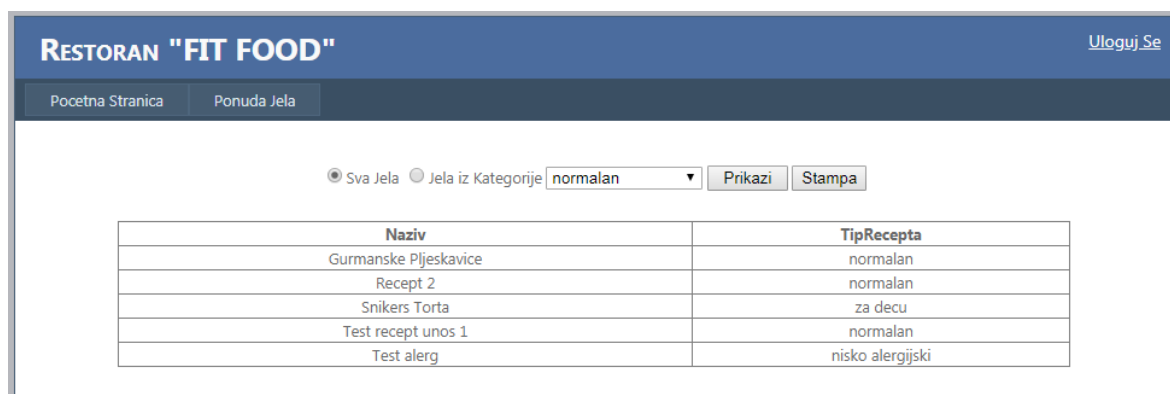 RESTORAN "FIT FOOD"
Uloguj Se
Pocetna Stranica Ponuda Jela
Sva Jela Jela iz Kategorije normalan Prikazi Stampa
Naziv TipRecepta
Gurmanske Pljeskavice normalan
Recept 2 normalan
Snikers Torta za decu
Test recept unos 1 normalan
Test alerg nisko alergijski